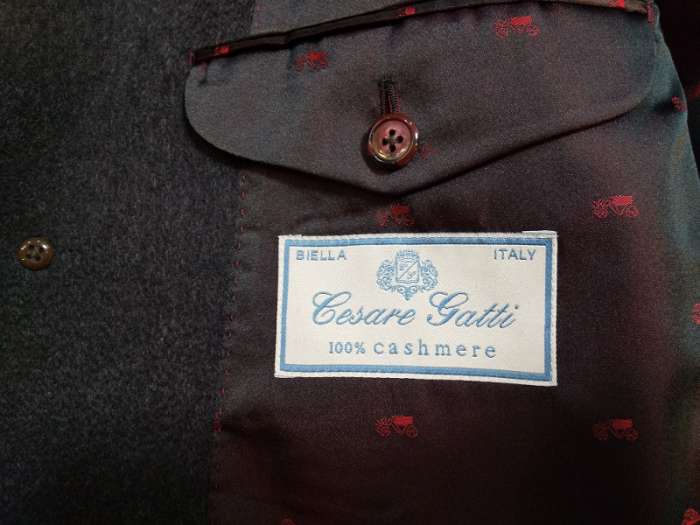 BIELLA ITALY
Cesare Gatti
100% cashmere